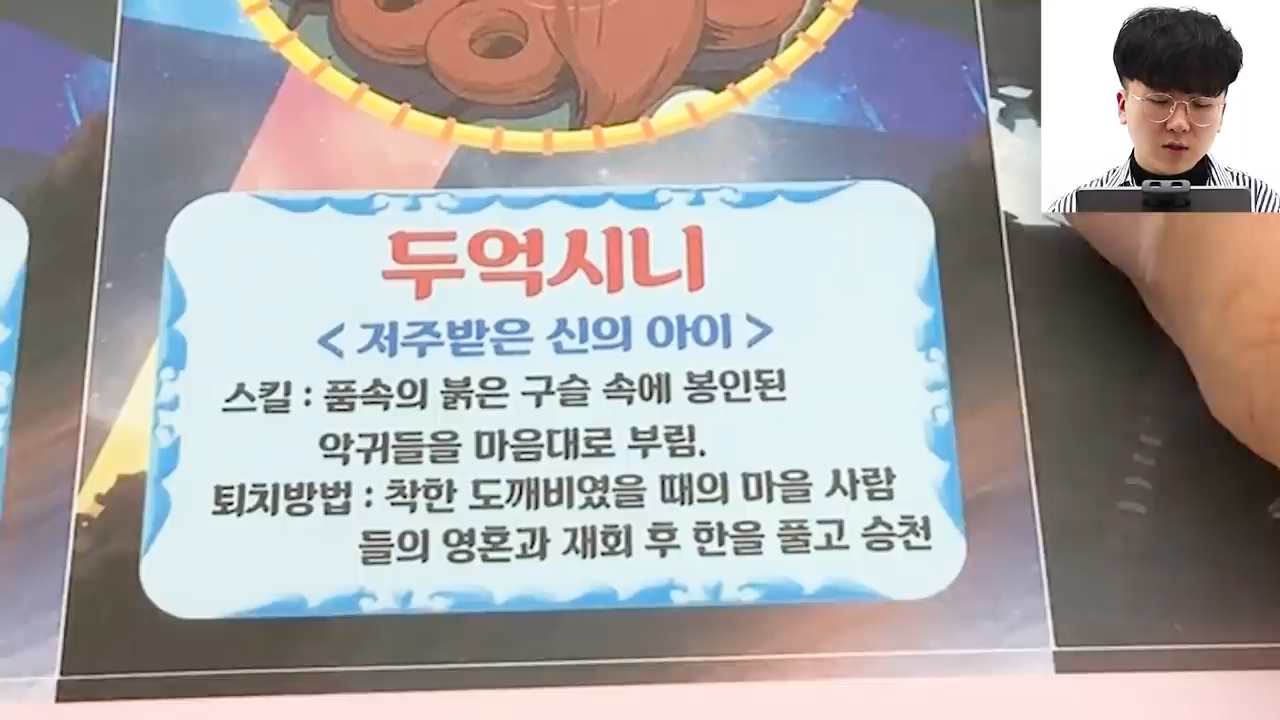 두억시니
< 저주받은 신의 아이 >
스킬 : 품속의 붉은 구슬 속에 봉인된
악귀들을 마음대로 부림.
퇴치방법 : 착한 도깨비였을 때의 마을 사람
들의 영혼과 재회 후 한을 풀고 승천